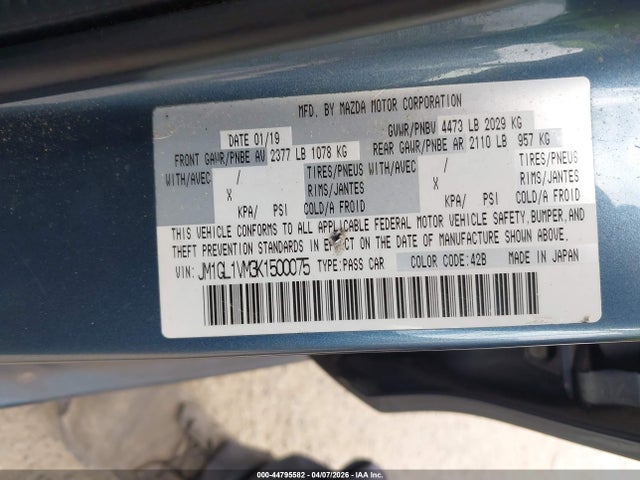 MFD. BY MAZDA MOTOR CORPORATION
DATE 01/19 GVWR/PNBV 4473 LB 2029 KG
FRONT GAWR/PNBE AV 2377 LB 1078 KG REAR GAWR/PNBE AR 2110 LB 957 KG
WITH/AVEC / TIRES/PNEUS WITH/AVEC / TIRES/PNEUS
X RIMS/JANTES X RIMS/JANTES
KPA/ PSI COLD/A FROID KPA/ PSI COLD/A FROID
THIS VEHICLE CONFORMS TO ALL APPLICABLE FEDERAL MOTOR VEHICLE SAFETY, BUMPER, AND
THEFT PREVENTION STANDARDS IN EFFECT ON THE DATE OF MANUFACTURE SHOWN ABOVE.
VIN: JM1GL1VM3K1500075 TYPE:PASS CAR COLOR CODE:42B MADE IN JAPAN
000-44795582 - 04/07/2026 - IAAI.COM